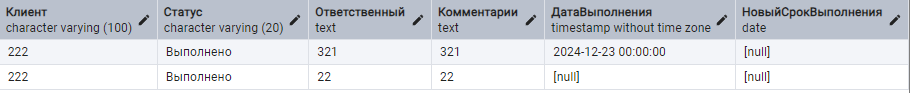 Клиент Статус Ответственный Комментарии ДатаВыполнения НовыйСрокВыполнения
character varying (100) character varying (20) text text timestamp without time zone date
222 Выполнено 321 321 2024-12-23 00:00:00 [null]
222 Выполнено 22 22 [null] [null]